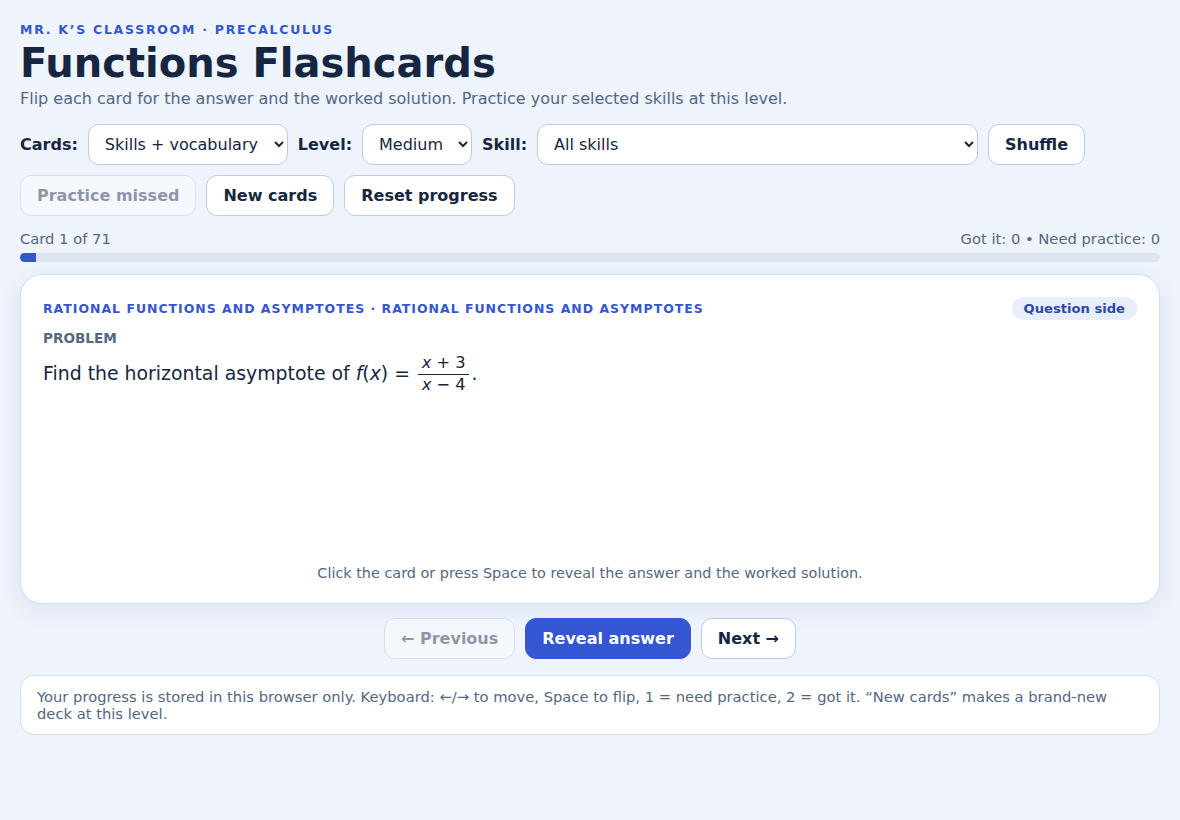 MR. K’S CLASSROOM · PRECALCULUS
Functions Flashcards
Flip each card for the answer and the worked solution. Practice your selected skills at this level.
Cards: Skills + vocabulary Level: Medium Skill: All skills Shuffle
Practice missed New cards Reset progress
Card 1 of 71 Got it: 0 • Need practice: 0
RATIONAL FUNCTIONS AND ASYMPTOTES · RATIONAL FUNCTIONS AND ASYMPTOTES Question side
PROBLEM
Find the horizontal asymptote of f(x) = (x + 3)/(x − 4).
Click the card or press Space to reveal the answer and the worked solution.
← Previous Reveal answer Next →
Your progress is stored in this browser only. Keyboard: ←/→ to move, Space to flip, 1 = need practice, 2 = got it. “New cards” makes a brand-new
deck at this level.